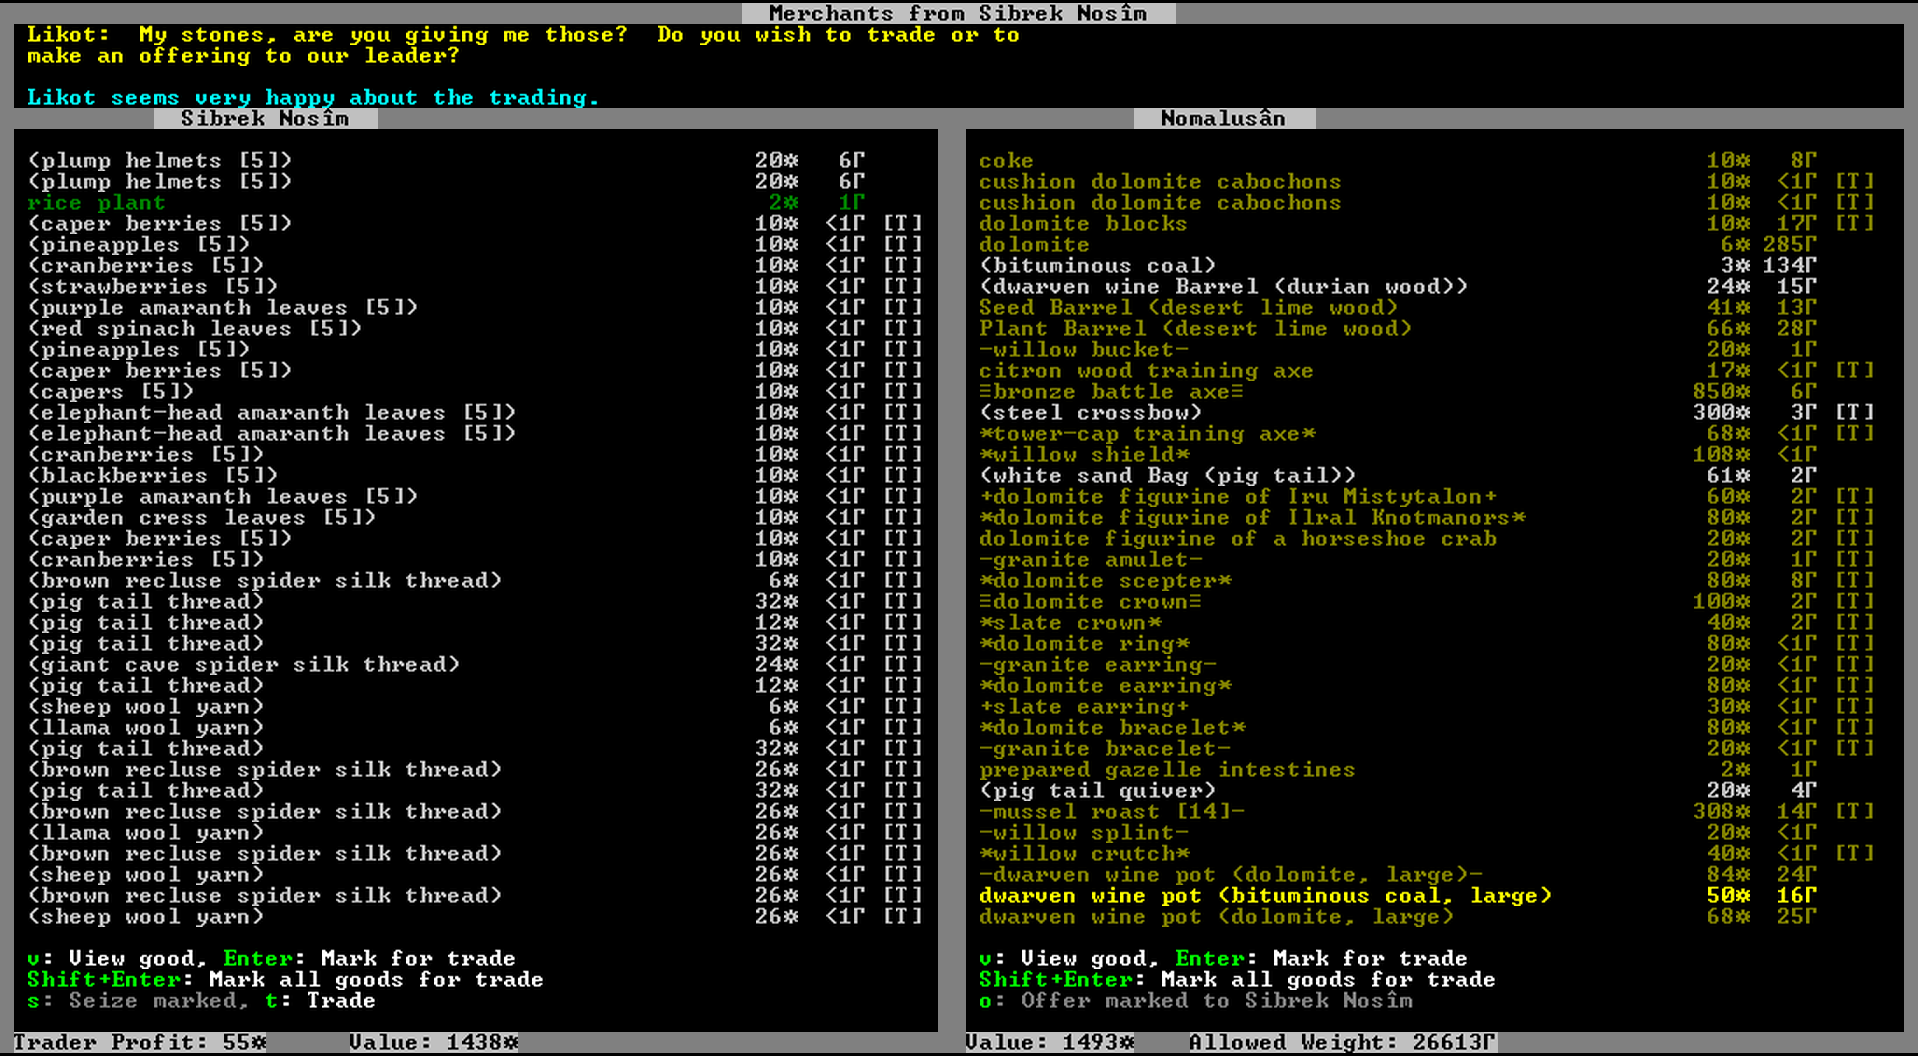 Merchants from Sibrek Nosîm
Likot:  My stones, are you giving me those?  Do you wish to trade or to
make an offering to our leader?
Likot seems very happy about the trading.
Sibrek Nosîm
(plump helmets [5]) 20☼ 6Γ
(plump helmets [5]) 20☼ 6Γ
rice plant 2☼ 1Γ
(caper berries [5]) 10☼ <1Γ [T]
(pineapples [5]) 10☼ <1Γ [T]
(cranberries [5]) 10☼ <1Γ [T]
(strawberries [5]) 10☼ <1Γ [T]
(purple amaranth leaves [5]) 10☼ <1Γ [T]
(red spinach leaves [5]) 10☼ <1Γ [T]
(pineapples [5]) 10☼ <1Γ [T]
(caper berries [5]) 10☼ <1Γ [T]
(capers [5]) 10☼ <1Γ [T]
(elephant-head amaranth leaves [5]) 10☼ <1Γ [T]
(elephant-head amaranth leaves [5]) 10☼ <1Γ [T]
(cranberries [5]) 10☼ <1Γ [T]
(blackberries [5]) 10☼ <1Γ [T]
(purple amaranth leaves [5]) 10☼ <1Γ [T]
(garden cress leaves [5]) 10☼ <1Γ [T]
(caper berries [5]) 10☼ <1Γ [T]
(cranberries [5]) 10☼ <1Γ [T]
(brown recluse spider silk thread) 6☼ <1Γ [T]
(pig tail thread) 32☼ <1Γ [T]
(pig tail thread) 12☼ <1Γ [T]
(pig tail thread) 32☼ <1Γ [T]
(giant cave spider silk thread) 24☼ <1Γ [T]
(pig tail thread) 12☼ <1Γ [T]
(sheep wool yarn) 6☼ <1Γ [T]
(llama wool yarn) 6☼ <1Γ [T]
(pig tail thread) 32☼ <1Γ [T]
(brown recluse spider silk thread) 26☼ <1Γ [T]
(pig tail thread) 32☼ <1Γ [T]
(brown recluse spider silk thread) 26☼ <1Γ [T]
(llama wool yarn) 26☼ <1Γ [T]
(brown recluse spider silk thread) 26☼ <1Γ [T]
(sheep wool yarn) 26☼ <1Γ [T]
(brown recluse spider silk thread) 26☼ <1Γ [T]
(sheep wool yarn) 26☼ <1Γ [T]
v: View good, Enter: Mark for trade
Shift+Enter: Mark all goods for trade
s: Seize marked, t: Trade
Trader Profit: 55☼ Value: 1438☼
Nomalusân
coke 10☼ 8Γ
cushion dolomite cabochons 10☼ <1Γ [T]
cushion dolomite cabochons 10☼ <1Γ [T]
dolomite blocks 10☼ 17Γ [T]
dolomite 6☼ 285Γ
(bituminous coal) 3☼ 134Γ
(dwarven wine Barrel (durian wood)) 24☼ 15Γ
Seed Barrel (desert lime wood) 41☼ 13Γ
Plant Barrel (desert lime wood) 66☼ 28Γ
-willow bucket- 20☼ 1Γ
citron wood training axe 17☼ <1Γ [T]
≡bronze battle axe≡ 850☼ 6Γ
(steel crossbow) 300☼ 3Γ [T]
*tower-cap training axe* 68☼ <1Γ [T]
*willow shield* 108☼ <1Γ
(white sand Bag (pig tail)) 61☼ 2Γ
+dolomite figurine of Iru Mistytalon+ 60☼ 2Γ [T]
*dolomite figurine of Ilral Knotmanors* 80☼ 2Γ [T]
dolomite figurine of a horseshoe crab 20☼ 2Γ [T]
-granite amulet- 20☼ 1Γ [T]
*dolomite scepter* 80☼ 8Γ [T]
≡dolomite crown≡ 100☼ 2Γ [T]
*slate crown* 40☼ 2Γ [T]
*dolomite ring* 80☼ <1Γ [T]
-granite earring- 20☼ <1Γ [T]
*dolomite earring* 80☼ <1Γ [T]
+slate earring+ 30☼ <1Γ [T]
*dolomite bracelet* 80☼ <1Γ [T]
-granite bracelet- 20☼ <1Γ [T]
prepared gazelle intestines 2☼ 1Γ
(pig tail quiver) 20☼ 4Γ
-mussel roast [14]- 308☼ 14Γ [T]
-willow splint- 20☼ <1Γ
*willow crutch* 40☼ <1Γ [T]
-dwarven wine pot (dolomite, large)- 84☼ 24Γ
dwarven wine pot (bituminous coal, large) 50☼ 16Γ
dwarven wine pot (dolomite, large) 68☼ 25Γ
v: View good, Enter: Mark for trade
Shift+Enter: Mark all goods for trade
o: Offer marked to Sibrek Nosîm
Value: 1493☼ Allowed Weight: 26613Γ